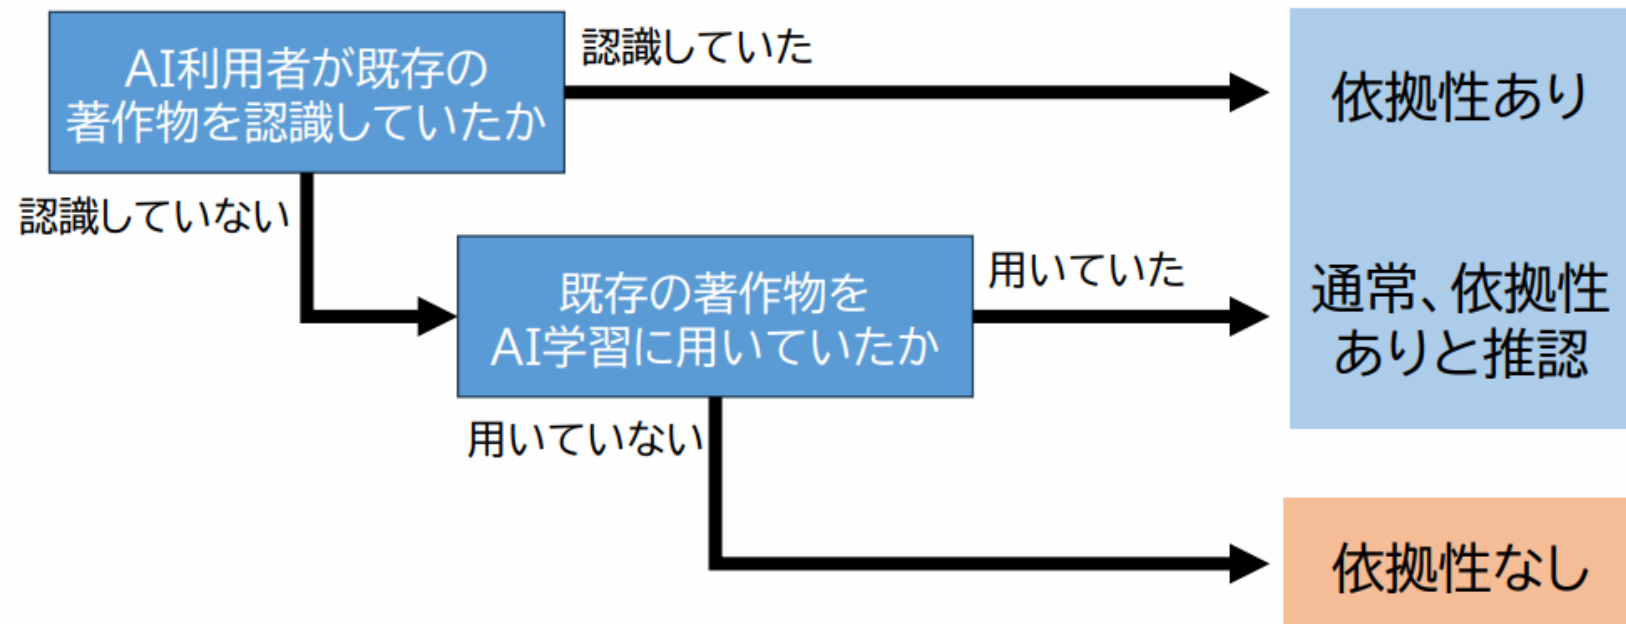 AI利用者が既存の
著作物を認識していたか
認識していた
依拠性あり
認識していない
既存の著作物を
AI学習に用いていたか
用いていた
通常、依拠性
ありと推認
用いていない
依拠性なし